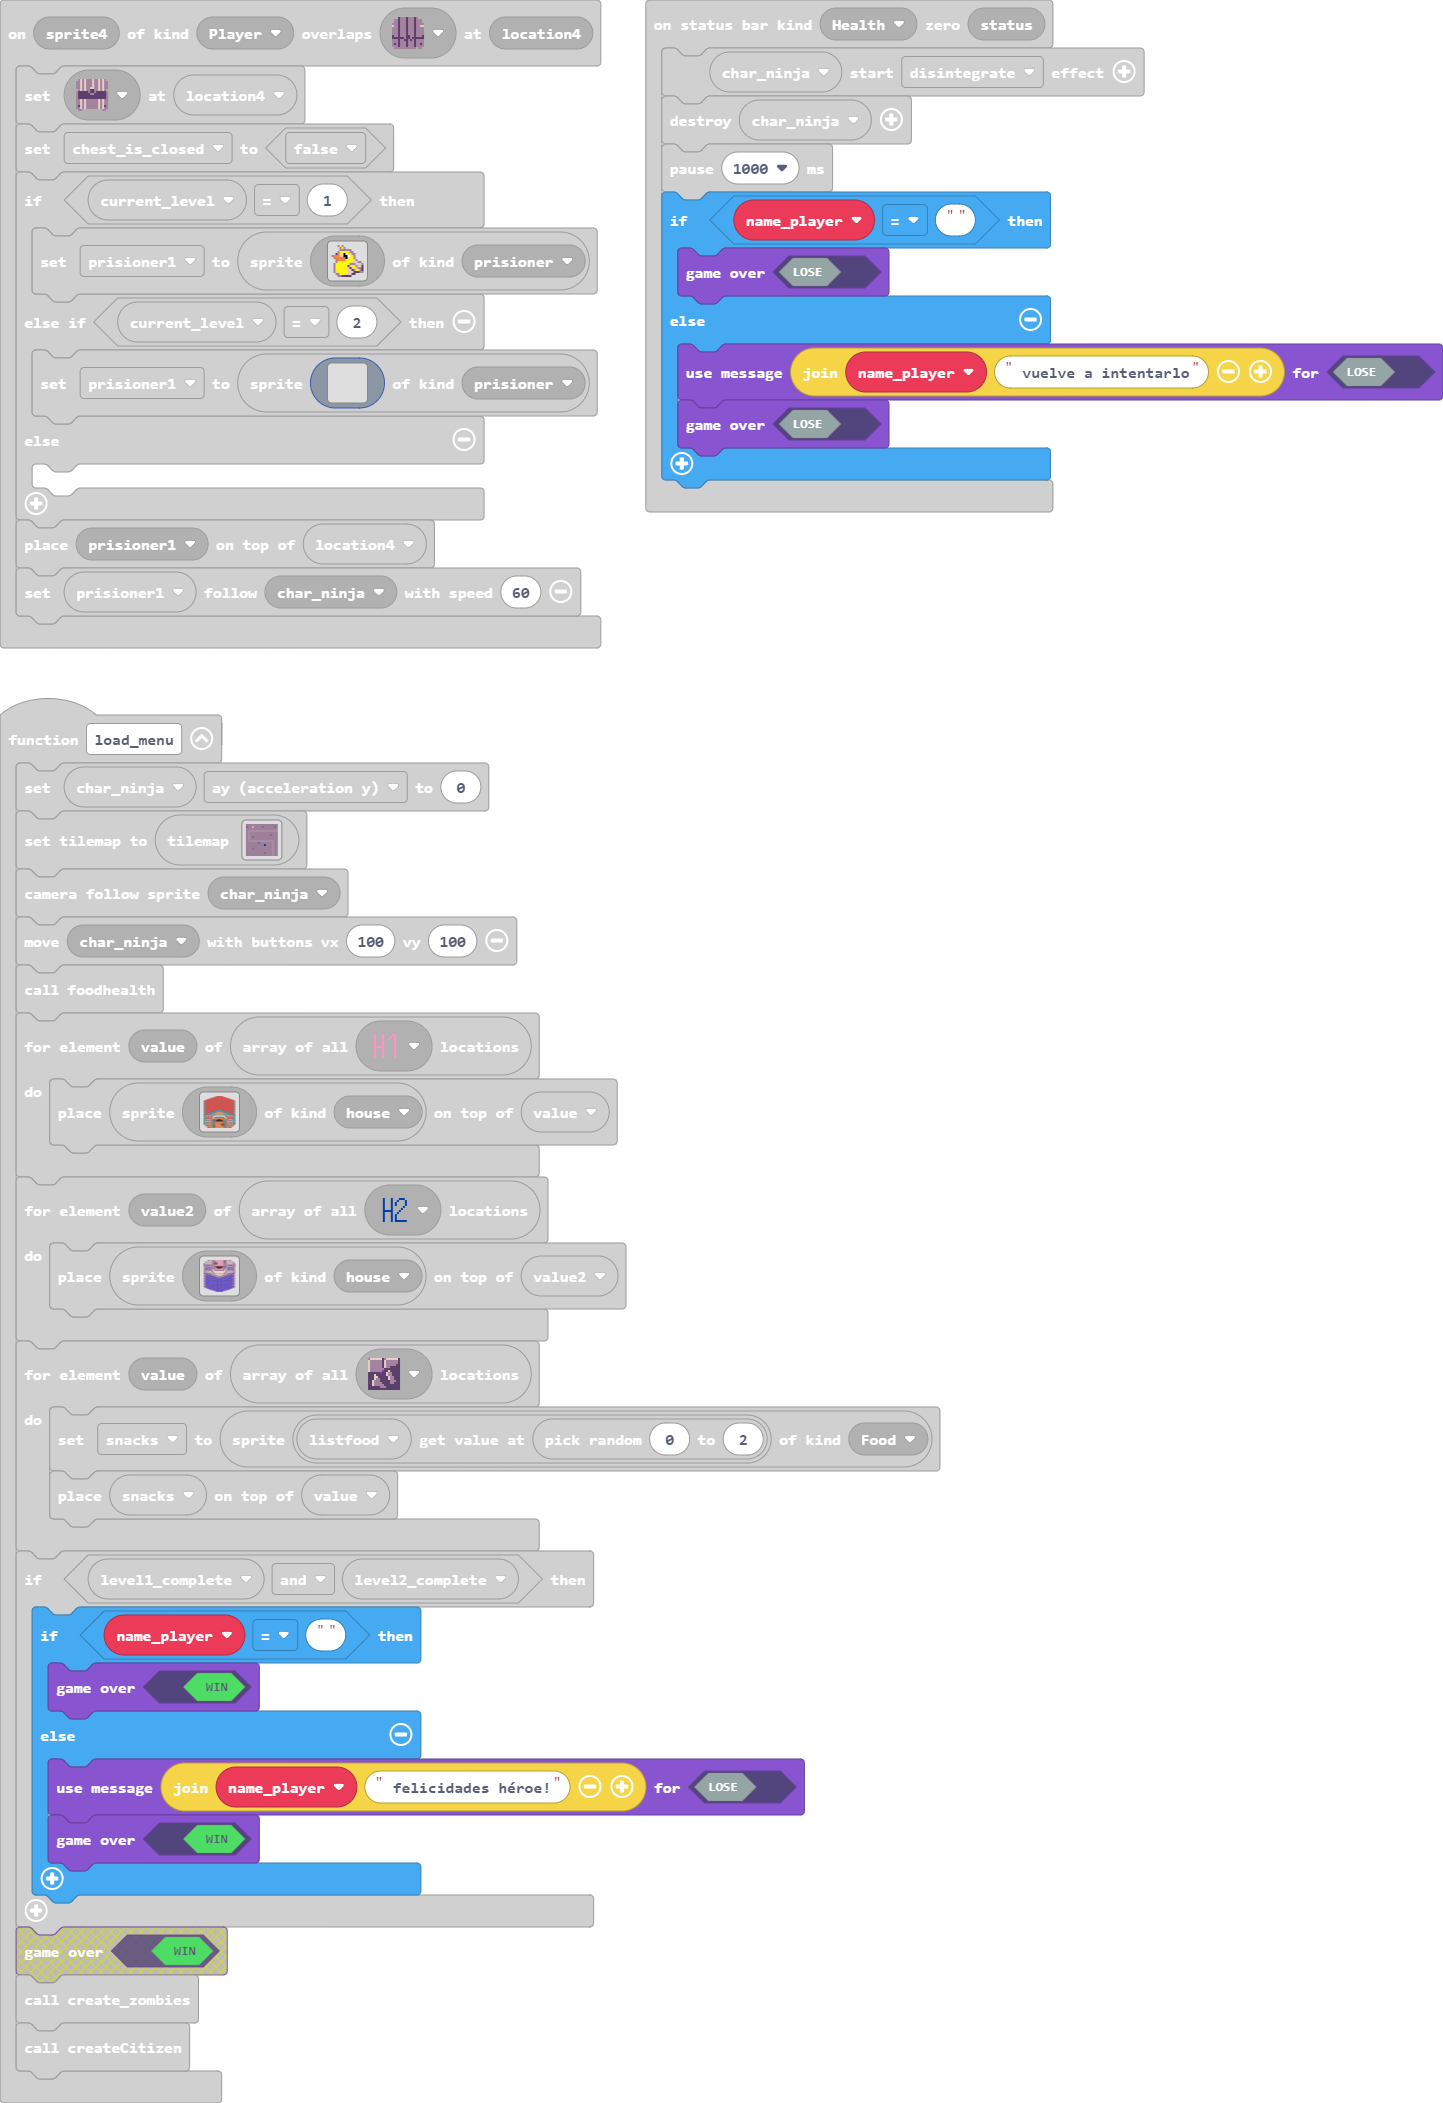 on sprite4 of kind Player overlaps at location4
set at location4
set chest_is_closed to false
if current_level = 1 then
set prisioner1 to sprite of kind prisioner
else if current_level = 2 then
set prisioner1 to sprite of kind prisioner
else
place prisioner1 on top of location4
set prisioner1 follow char_ninja with speed 60
on status bar kind Health zero status
char_ninja start disintegrate effect
destroy char_ninja
pause 1000 ms
if name_player = "" then
game over LOSE
else
use message join name_player " vuelve a intentarlo" for LOSE
game over LOSE
function load_menu
set char_ninja ay (acceleration y) to 0
set tilemap to tilemap
camera follow sprite char_ninja
move char_ninja with buttons vx 100 vy 100
call foodhealth
for element value of array of all H1 locations
do
place sprite of kind house on top of value
for element value2 of array of all H2 locations
do
place sprite of kind house on top of value2
for element value of array of all locations
do
set snacks to sprite listfood get value at pick random 0 to 2 of kind Food
place snacks on top of value
if level1_complete and level2_complete then
if name_player = "" then
game over WIN
else
use message join name_player " felicidades héroe!" for LOSE
game over WIN
game over WIN
call create_zombies
call createCitizen